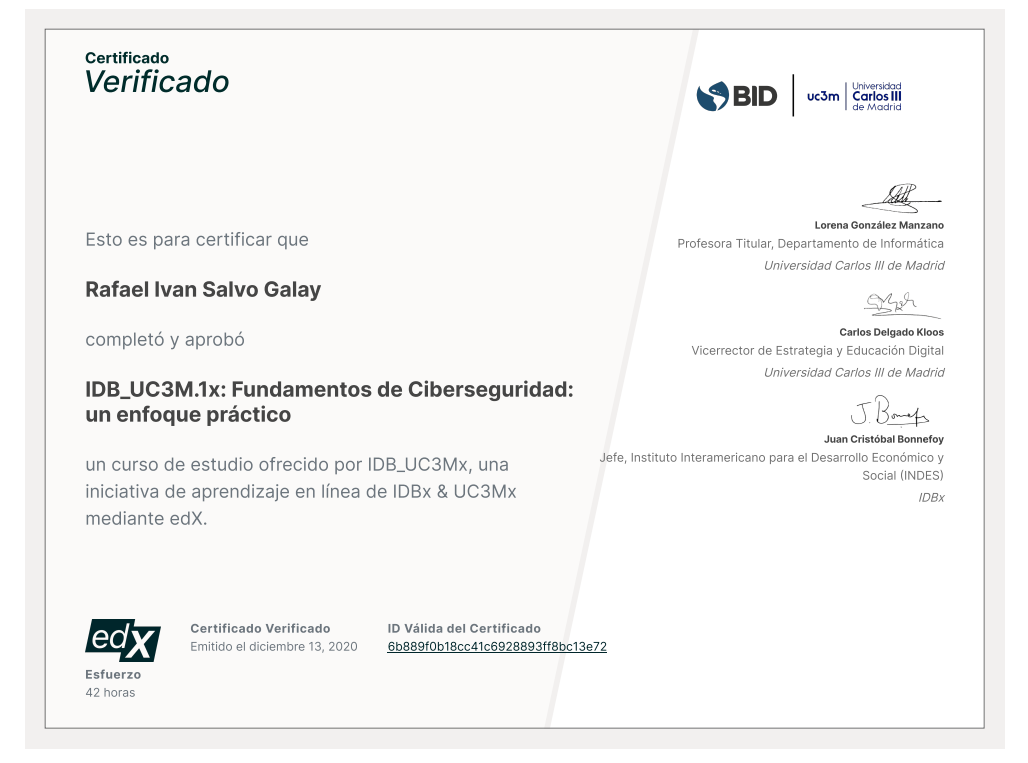 Certificado
Verificado
BID
uc3m
Universidad
Carlos III
de Madrid
Esto es para certificar que
Rafael Ivan Salvo Galay
completó y aprobó
IDB_UC3M.1x: Fundamentos de Ciberseguridad:
un enfoque práctico
un curso de estudio ofrecido por IDB_UC3Mx, una
iniciativa de aprendizaje en línea de IDBx & UC3Mx
mediante edX.
Lorena González Manzano
Profesora Titular, Departamento de Informática
Universidad Carlos III de Madrid
Carlos Delgado Kloos
Vicerrector de Estrategia y Educación Digital
Universidad Carlos III de Madrid
J. Bonnefoy
Juan Cristóbal Bonnefoy
Jefe, Instituto Interamericano para el Desarrollo Económico y
Social (INDES)
IDBx
edX
Certificado Verificado
Emitido el diciembre 13, 2020
ID Válida del Certificado
6b889f0b18cc41c6928893ff8bc13e72
Esfuerzo
42 horas